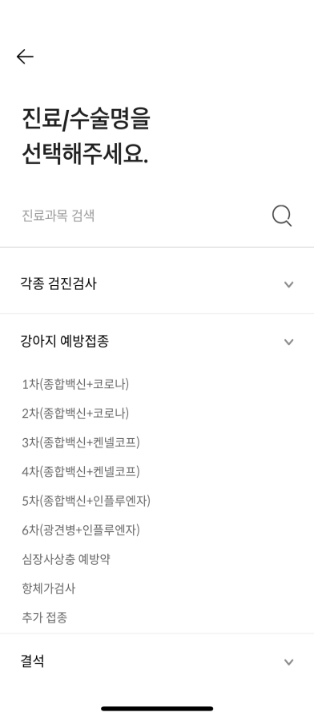 진료/수술명을
선택해주세요.
진료과목 검색
각종 검진검사
강아지 예방접종
1차(종합백신+코로나)
2차(종합백신+코로나)
3차(종합백신+켄넬코프)
4차(종합백신+켄넬코프)
5차(종합백신+인플루엔자)
6차(광견병+인플루엔자)
심장사상충 예방약
항체가검사
추가 접종
결석